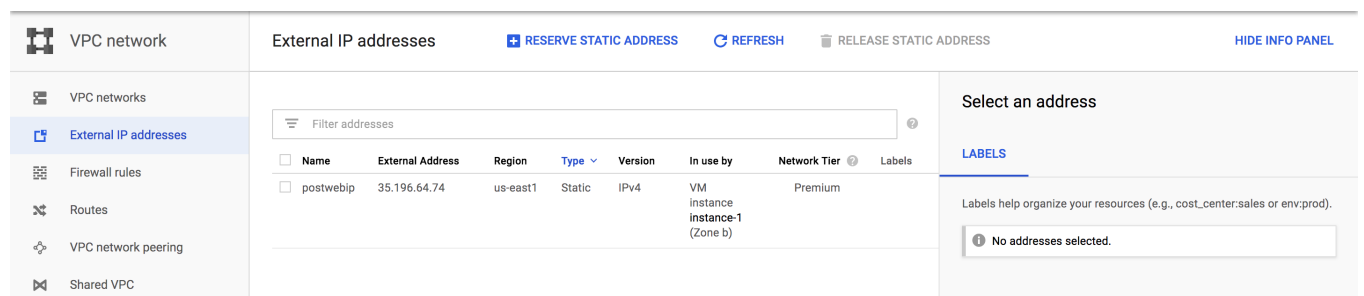 VPC network
External IP addresses
RESERVE STATIC ADDRESS
REFRESH
RELEASE STATIC ADDRESS
HIDE INFO PANEL
VPC networks
External IP addresses
Firewall rules
Routes
VPC network peering
Shared VPC
Filter addresses
Name External Address Region Type Version In use by Network Tier Labels
postwebip 35.196.64.74 us-east1 Static IPv4 VM Premium
instance
instance-1
(Zone b)
Select an address
LABELS
Labels help organize your resources (e.g., cost_center:sales or env:prod).
No addresses selected.